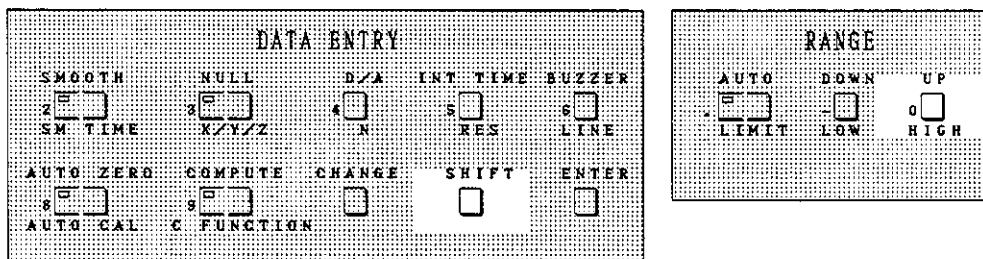 DATA ENTRY
SMOOTH NULL D/A INT TIME BUZZER
2 3 4 5 6
SM TIME X/Y/Z N RES LINE
AUTO ZERO COMPUTE CHANGE SHIFT ENTER
8 9
AUTO CAL C FUNCTION
RANGE
AUTO DOWN UP
. - 0
LIMIT LOW HIGH